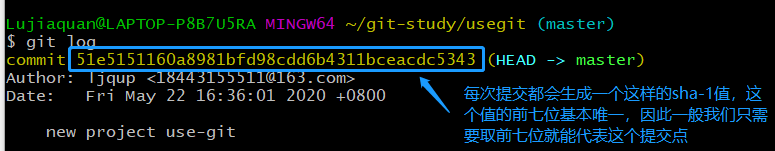 Lujiaquan@LAPTOP-P8B7U5RA MINGW64 ~/git-study/usegit (master)
$ git log
commit 51e5151160a8981bfd98cdd6b4311bceacdc5343 (HEAD -> master)
Author: Tjqup <18443155511@163.com>
Date:   Fri May 22 16:36:01 2020 +0800
new project use-git
每次提交都会生成一个这样的sha-1值，这
个值的前七位基本唯一，因此一般我们只需
要取前七位就能代表这个提交点